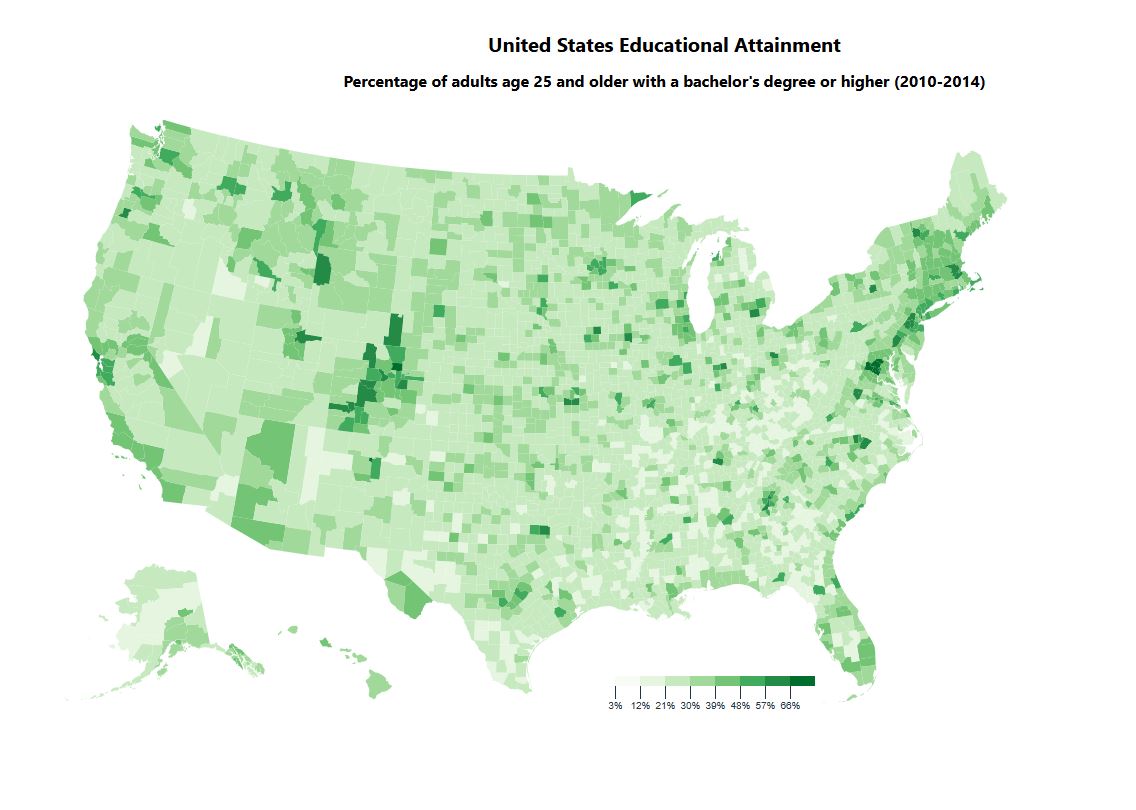 United States Educational Attainment
Percentage of adults age 25 and older with a bachelor's degree or higher (2010-2014)
3% 12% 21% 30% 39% 48% 57% 66%